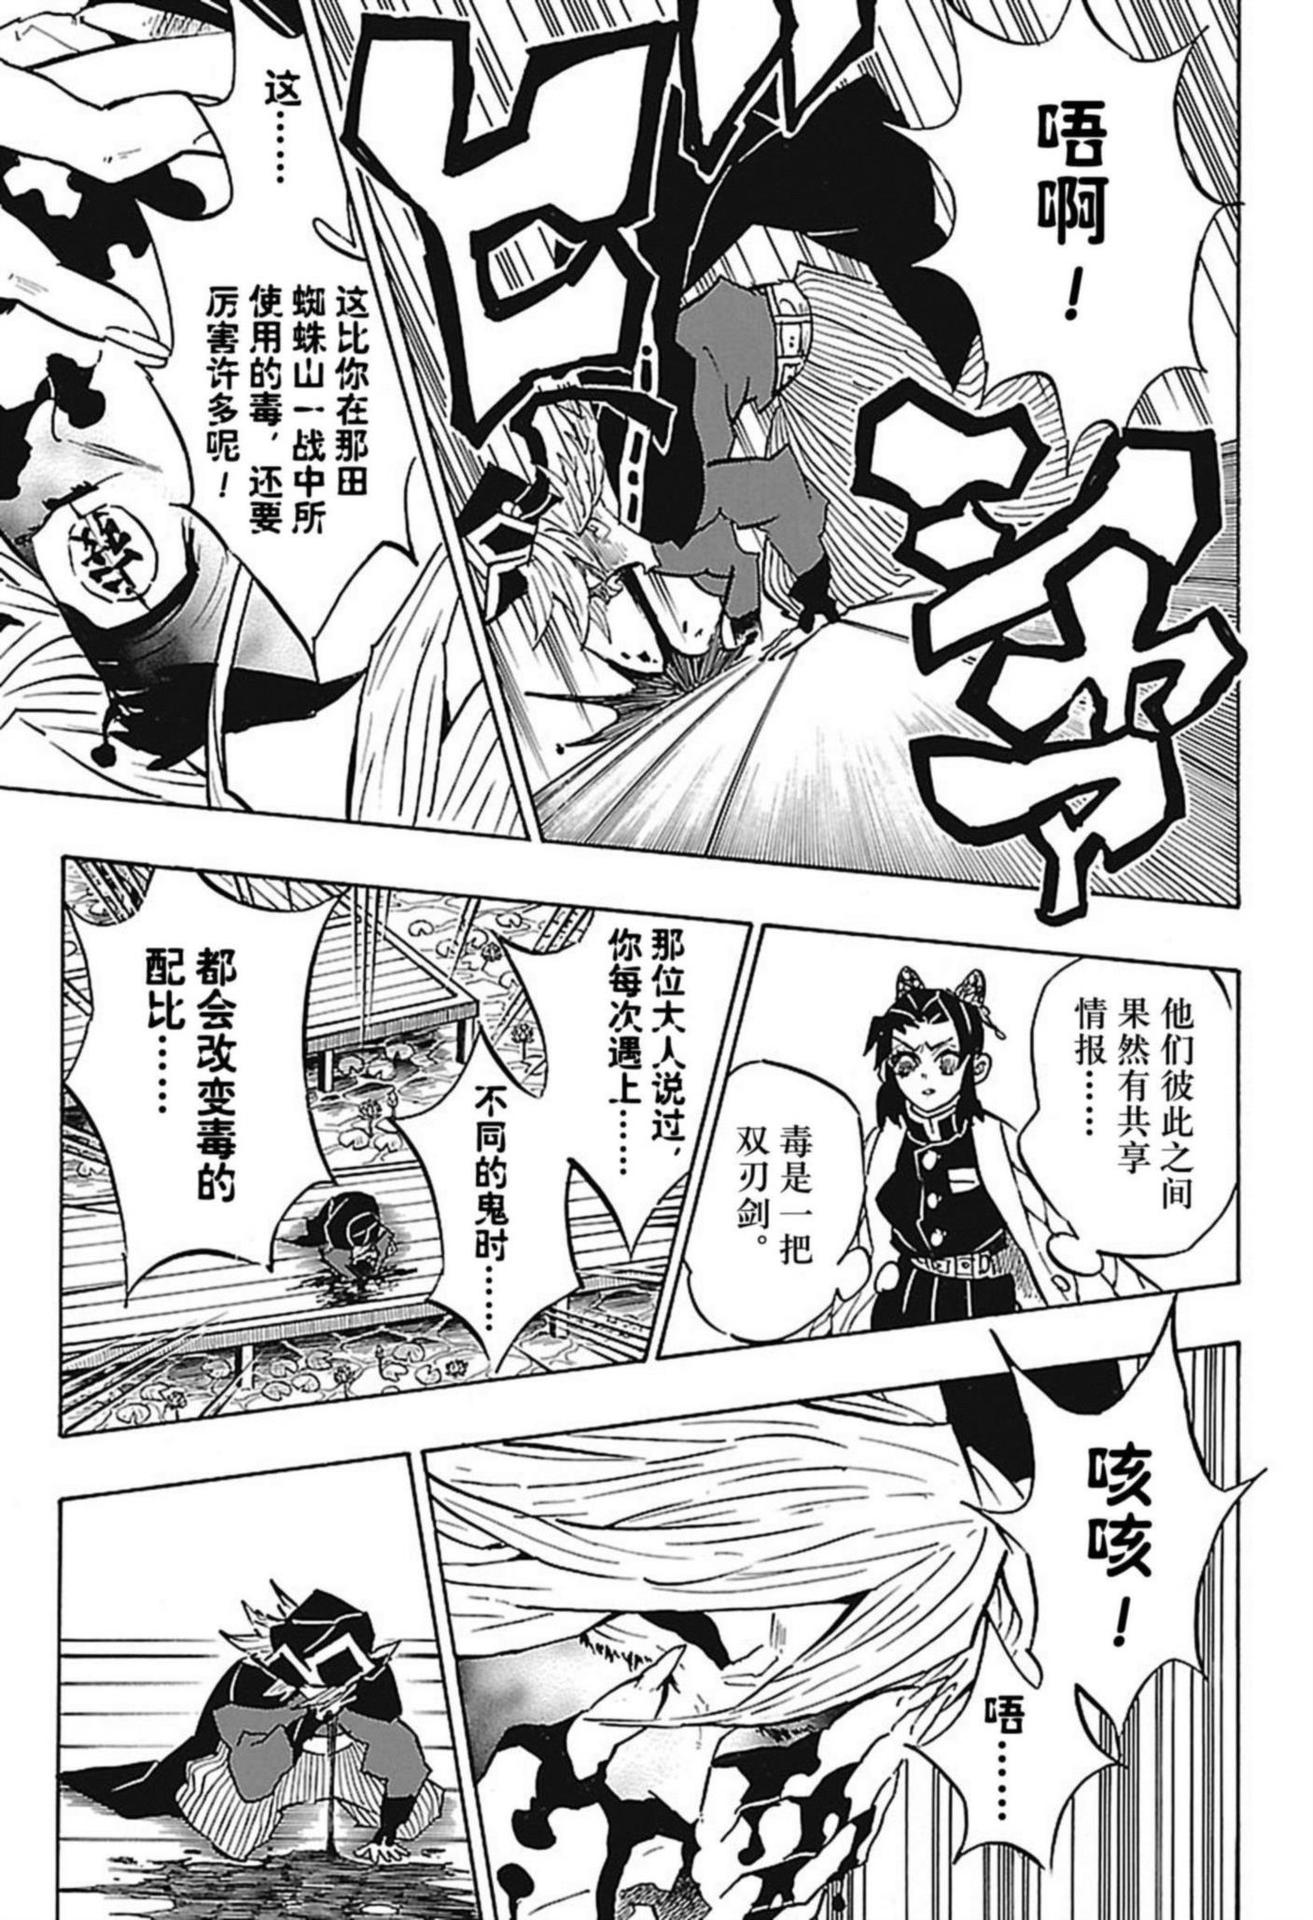 唔啊！
这……
这比你在那田
蜘蛛山一战中所
使用的毒，还要
厉害许多呢！
他们彼此之间
果然有共享
情报……
毒是一把
双刃剑。
那位大人说过，
你每次遇上……
不同的鬼时……
都会改变毒的
配比……
咳咳！
唔……